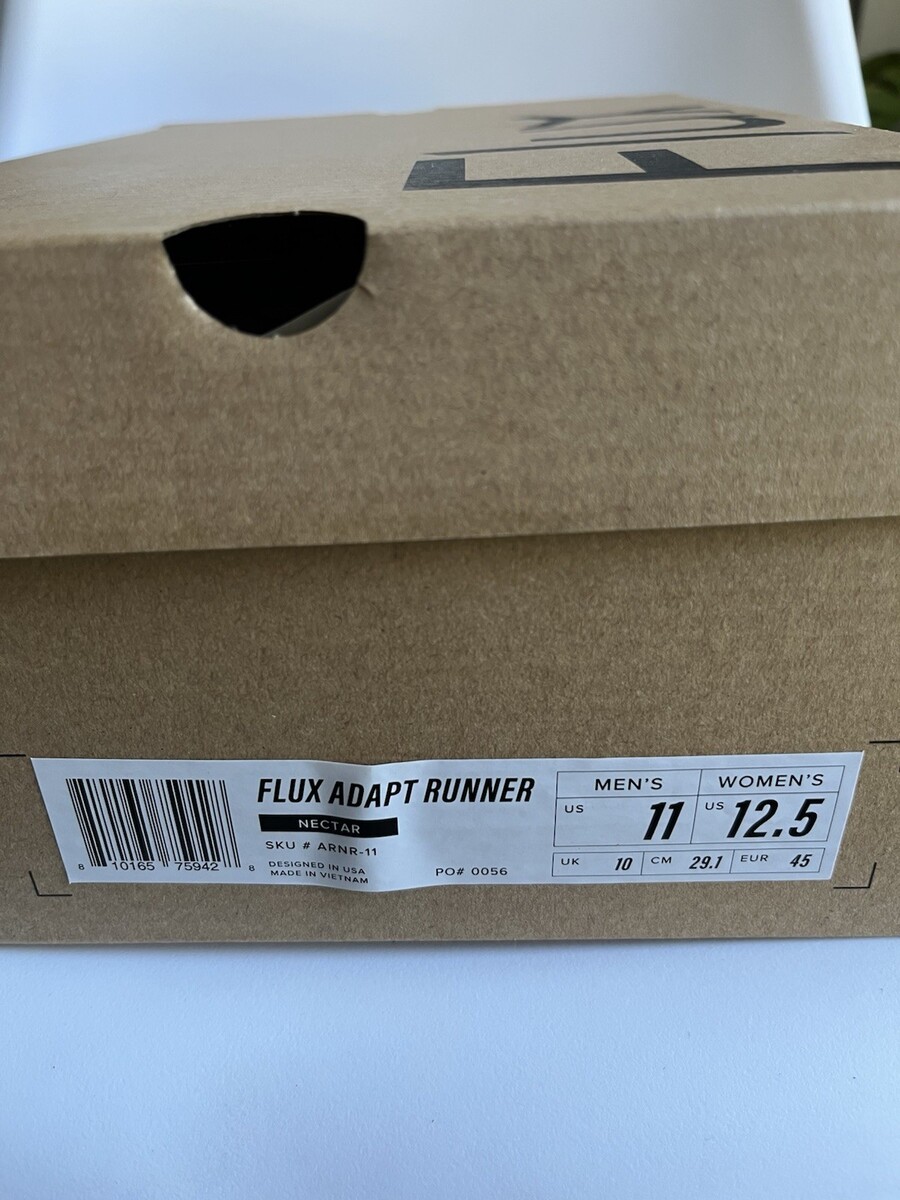 Flux
FLUX ADAPT RUNNER
NECTAR
SKU # ARNR-11
DESIGNED IN USA
MADE IN VIETNAM
PO# 0056
8 10165 75942 8
MEN'S WOMEN'S
US 11 US 12.5
UK 10 CM 29.1 EUR 45